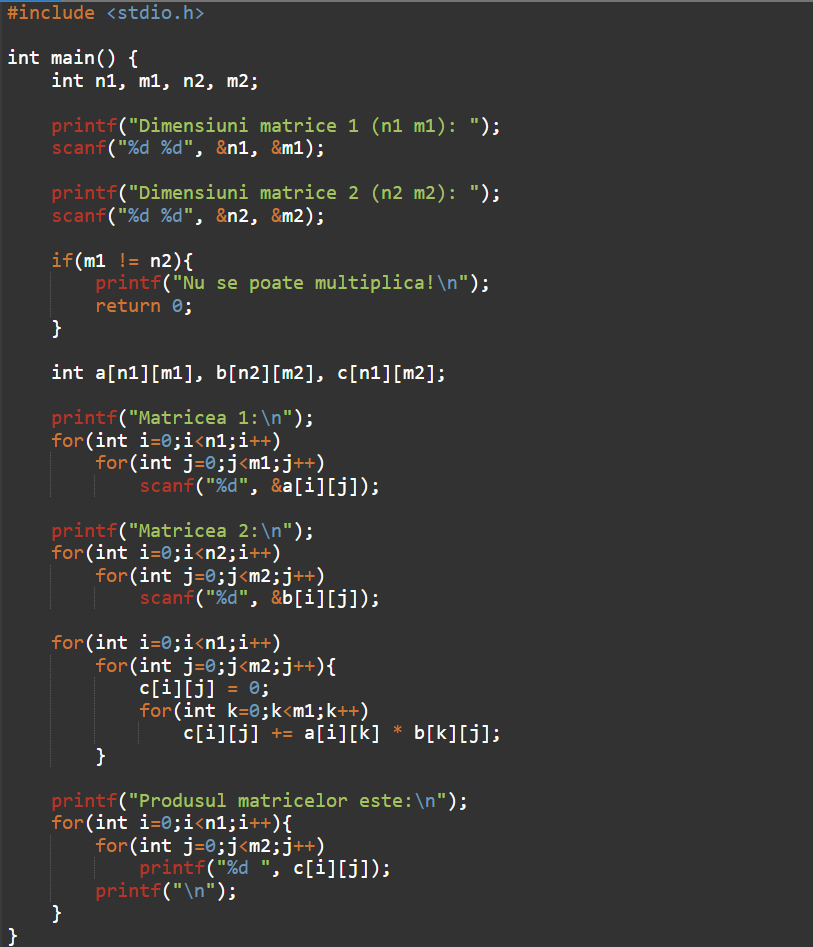 #include <stdio.h>

int main() {
    int n1, m1, n2, m2;

    printf("Dimensiuni matrice 1 (n1 m1): ");
    scanf("%d %d", &n1, &m1);

    printf("Dimensiuni matrice 2 (n2 m2): ");
    scanf("%d %d", &n2, &m2);

    if(m1 != n2){
        printf("Nu se poate multiplica!\n");
        return 0;
    }

    int a[n1][m1], b[n2][m2], c[n1][m2];

    printf("Matricea 1:\n");
    for(int i=0;i<n1;i++)
        for(int j=0;j<m1;j++)
            scanf("%d", &a[i][j]);

    printf("Matricea 2:\n");
    for(int i=0;i<n2;i++)
        for(int j=0;j<m2;j++)
            scanf("%d", &b[i][j]);

    for(int i=0;i<n1;i++)
        for(int j=0;j<m2;j++){
            c[i][j] = 0;
            for(int k=0;k<m1;k++)
                c[i][j] += a[i][k] * b[k][j];
        }

    printf("Produsul matricelor este:\n");
    for(int i=0;i<n1;i++){
        for(int j=0;j<m2;j++)
            printf("%d ", c[i][j]);
        printf("\n");
    }
}